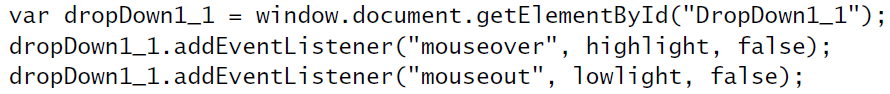 var dropDown1_1 = window.document.getElementById("DropDown1_1");
dropDown1_1.addEventListener("mouseover", highlight, false);
dropDown1_1.addEventListener("mouseout", lowlight, false);